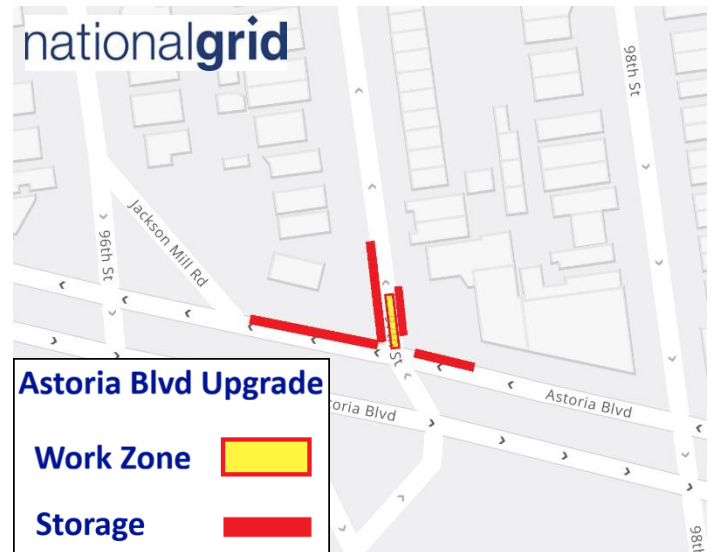 nationalgrid
98th St
Jackson Mill Rd
96th St
St
Astoria Blvd
Astoria Blvd Upgrade
oria Blvd
Work Zone
Storage
98th